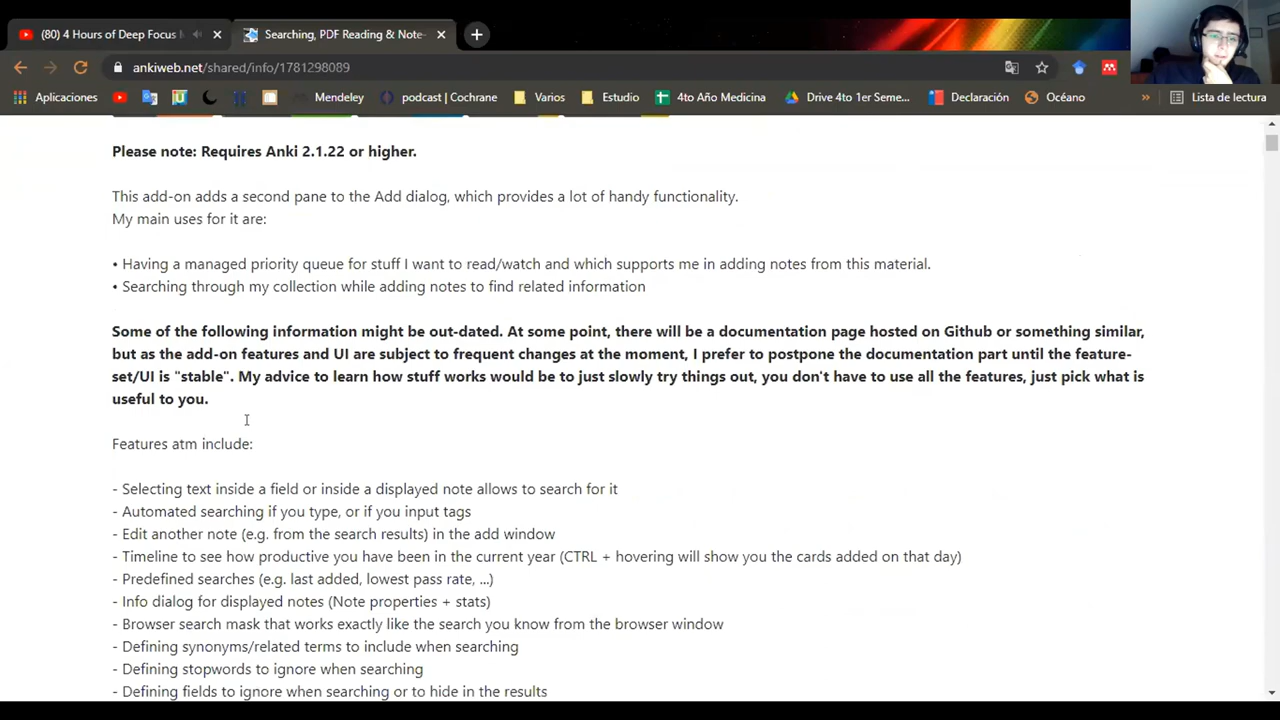 (80) 4 Hours of Deep Focus M
Searching, PDF Reading & Note-
ankiweb.net/shared/info/1781298089
Aplicaciones
Mendeley
podcast | Cochrane
Varios
Estudio
4to Año Medicina
Drive 4to 1er Seme...
Declaración
Océano
»
Lista de lectura
Please note: Requires Anki 2.1.22 or higher.
This add-on adds a second pane to the Add dialog, which provides a lot of handy functionality.
My main uses for it are:
• Having a managed priority queue for stuff I want to read/watch and which supports me in adding notes from this material.
• Searching through my collection while adding notes to find related information
Some of the following information might be out-dated. At some point, there will be a documentation page hosted on Github or something similar,
but as the add-on features and UI are subject to frequent changes at the moment, I prefer to postpone the documentation part until the feature-
set/UI is "stable". My advice to learn how stuff works would be to just slowly try things out, you don't have to use all the features, just pick what is
useful to you.
Features atm include:
- Selecting text inside a field or inside a displayed note allows to search for it
- Automated searching if you type, or if you input tags
- Edit another note (e.g. from the search results) in the add window
- Timeline to see how productive you have been in the current year (CTRL + hovering will show you the cards added on that day)
- Predefined searches (e.g. last added, lowest pass rate, ...)
- Info dialog for displayed notes (Note properties + stats)
- Browser search mask that works exactly like the search you know from the browser window
- Defining synonyms/related terms to include when searching
- Defining stopwords to ignore when searching
- Defining fields to ignore when searching or to hide in the results